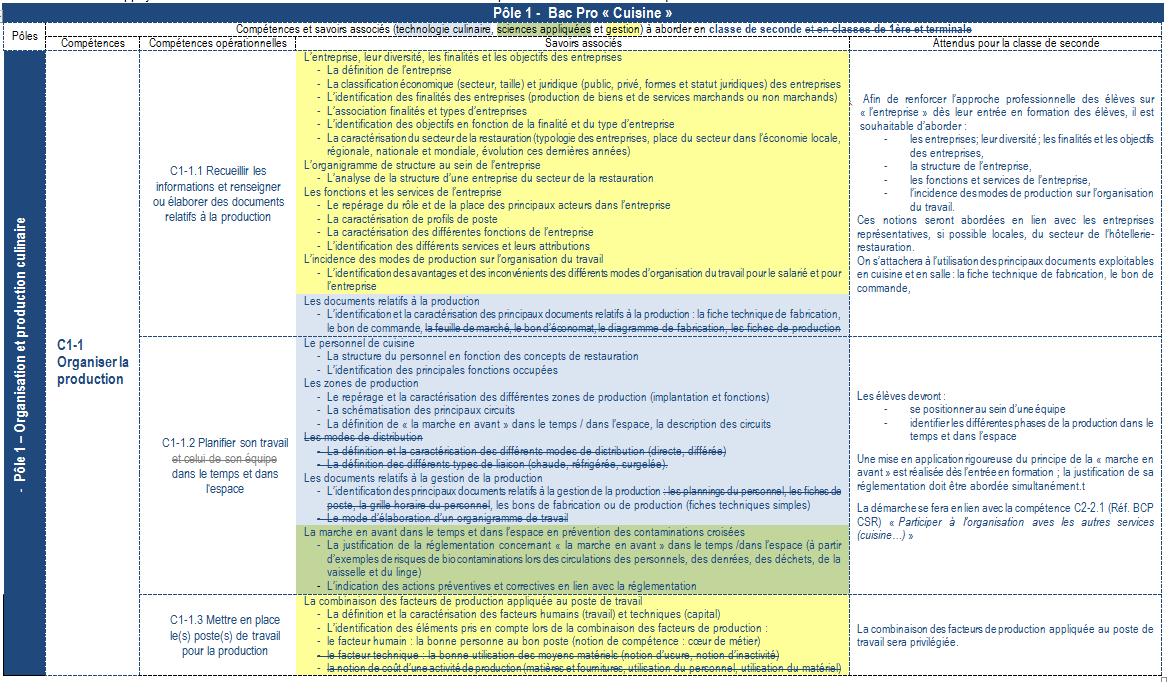 Pôle 1 - Bac Pro « Cuisine »
Pôles
Compétences et savoirs associés (technologie culinaire, sciences appliquées et gestion) à aborder en classe de seconde et en classes de 1ère et terminale
Compétences
Compétences opérationnelles
Savoirs associés
Attendus pour la classe de seconde
- Pôle 1 – Organisation et production culinaire
C1-1
Organiser la
production
C1-1.1 Recueillir les
informations et renseigner
ou élaborer des documents
relatifs à la production
L'entreprise, leur diversité, les finalités et les objectifs des entreprises
- La définition de l'entreprise
- La classification économique (secteur, taille) et juridique (public, privé, formes et statut juridiques) des entreprises
- L'identification des finalités des entreprises (production de biens et de services marchands ou non marchands)
- L'association finalités et types d'entreprises
- L'identification des objectifs en fonction de la finalité et du type d'entreprise
- La caractérisation du secteur de la restauration (typologie des entreprises, place du secteur dans l'économie locale,
régionale, nationale et mondiale, évolution ces dernières années)
L'organigramme de structure au sein de l'entreprise
- L'analyse de la structure d'une entreprise du secteur de la restauration
Les fonctions et les services de l'entreprise
- Le repérage du rôle et de la place des principaux acteurs dans l'entreprise
- La caractérisation de profils de poste
- La caractérisation des différentes fonctions de l'entreprise
- L'identification des différents services et leurs attributions
L'incidence des modes de production sur l'organisation du travail
- L'identification des avantages et des inconvénients des différents modes d'organisation du travail pour le salarié et pour
l'entreprise
Les documents relatifs à la production
- L'identification et la caractérisation des principaux documents relatifs à la production : la fiche technique de fabrication,
le bon de commande, la feuille de marché, le bon d'économat, le diagramme de fabrication, les fiches de production
Afin de renforcer l'approche professionnelle des élèves sur
« l'entreprise » dès leur entrée en formation des élèves, il est
souhaitable d'aborder :
- les entreprises; leur diversité ; les finalités et les objectifs
des entreprises,
- la structure de l'entreprise,
- les fonctions et services de l'entreprise,
- l'incidence des modes de production sur l'organisation
du travail.
Ces notions seront abordées en lien avec les entreprises
représentatives, si possible locales, du secteur de l'hôtellerie-
restauration.
On s'attachera à l'utilisation des principaux documents exploitables
en cuisine et en salle : la fiche technique de fabrication, le bon de
commande,
C1-1.2 Planifier son travail
et celui de son équipe
dans le temps et dans
l'espace
Le personnel de cuisine
- La structure du personnel en fonction des concepts de restauration
- L'identification des principales fonctions occupées
Les zones de production
- Le repérage et la caractérisation des différentes zones de production (implantation et fonctions)
- La schématisation des principaux circuits
- La définition de « la marche en avant » dans le temps / dans l'espace, la description des circuits
Les modes de distribution
- La définition et la caractérisation des différents modes de distribution (directe, différée)
- La définition des différents types de liaison (chaude, réfrigérée, surgelée).
Les documents relatifs à la gestion de la production
- L'identification des principaux documents relatifs à la gestion de la production : les plannings du personnel, les fiches de
poste, la grille horaire du personnel, les bons de fabrication ou de production (fiches techniques simples)
- Le mode d'élaboration d'un organigramme de travail
La marche en avant dans le temps et dans l'espace en prévention des contaminations croisées
- La justification de la réglementation concernant « la marche en avant » dans le temps /dans l'espace (à partir
d'exemples de risques de biocontaminations lors des circulations des personnels, des denrées, des déchets, de la
vaisselle et du linge)
- L'indication des actions préventives et correctives en lien avec la réglementation
Les élèves devront :
- se positionner au sein d'une équipe
- identifier les différentes phases de la production dans le
temps et dans l'espace
Une mise en application rigoureuse du principe de la « marche en
avant » est réalisée dès l'entrée en formation ; la justification de sa
réglementation doit être abordée simultanément.t
La démarche se fera en lien avec la compétence C2-2.1 (Réf. BCP
CSR) « Participer à l'organisation avec les autres services
(cuisine…) »
C1-1.3 Mettre en place
le(s) poste(s) de travail
pour la production
La combinaison des facteurs de production appliquée au poste de travail
- La définition et la caractérisation des facteurs humains (travail) et techniques (capital)
- L'identification des éléments pris en compte lors de la combinaison des facteurs de production :
- le facteur humain : la bonne personne au bon poste (notion de compétence : cœur de métier)
- le facteur technique : la bonne utilisation des moyens matériels (notion d'usure, notion d'inactivité)
- la notion de coût d'une activité de production (matières et fournitures, utilisation du personnel, utilisation du matériel)
La combinaison des facteurs de production appliquée au poste de
travail sera privilégiée.